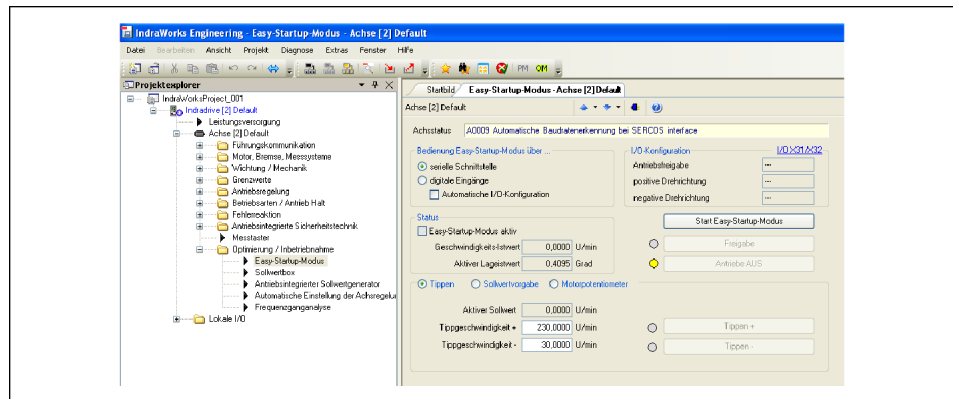 IndraWorks Engineering - Easy-Startup-Modus - Achse [2] Default
Datei Bearbeiten Ansicht Projekt Diagnose Extras Fenster Hilfe
PM OM
Projektexplorer
IndraWorksProject_001
Indradrive [2] Default
Leistungsversorgung
Achse [2] Default
Führungskommunikation
Motor, Bremse, Messsysteme
Wichtung / Mechanik
Grenzwerte
Antriebsregelung
Betriebsarten / Antrieb Halt
Fehlerreaktion
Antriebsintegrierte Sicherheitstechnik
Messtaster
Optimierung / Inbetriebnahme
Easy-Startup-Modus
Sollwertbox
Antriebsintegrierter Sollwertgenerator
Automatische Einstellung der Achsregelu
Frequenzganganalyse
Lokale I/O
Startbild Easy-Startup-Modus - Achse [2] Default
Achse [2] Default
Achsstatus A0009 Automatische Baudratenerkennung bei SERCOS interface
Bedienung Easy-Startup-Modus über ...
serielle Schnittstelle
digitale Eingänge
Automatische I/O-Konfiguration
I/O-Konfiguration I/O X31/X32
Antriebsfreigabe ---
positive Drehrichtung ---
negative Drehrichtung ---
Status
Easy-Startup-Modus aktiv
Geschwindigkeits-Istwert 0,0000 U/min
Aktiver Lageistwert 0,4095 Grad
Start Easy-Startup-Modus
Freigabe
Antriebe AUS
Tippen Sollwertvorgabe Motorpotentiometer
Aktiver Sollwert 0,0000 U/min
Tippgeschwindigkeit + 230,0000 U/min
Tippgeschwindigkeit - 30,0000 U/min
Tippen +
Tippen -